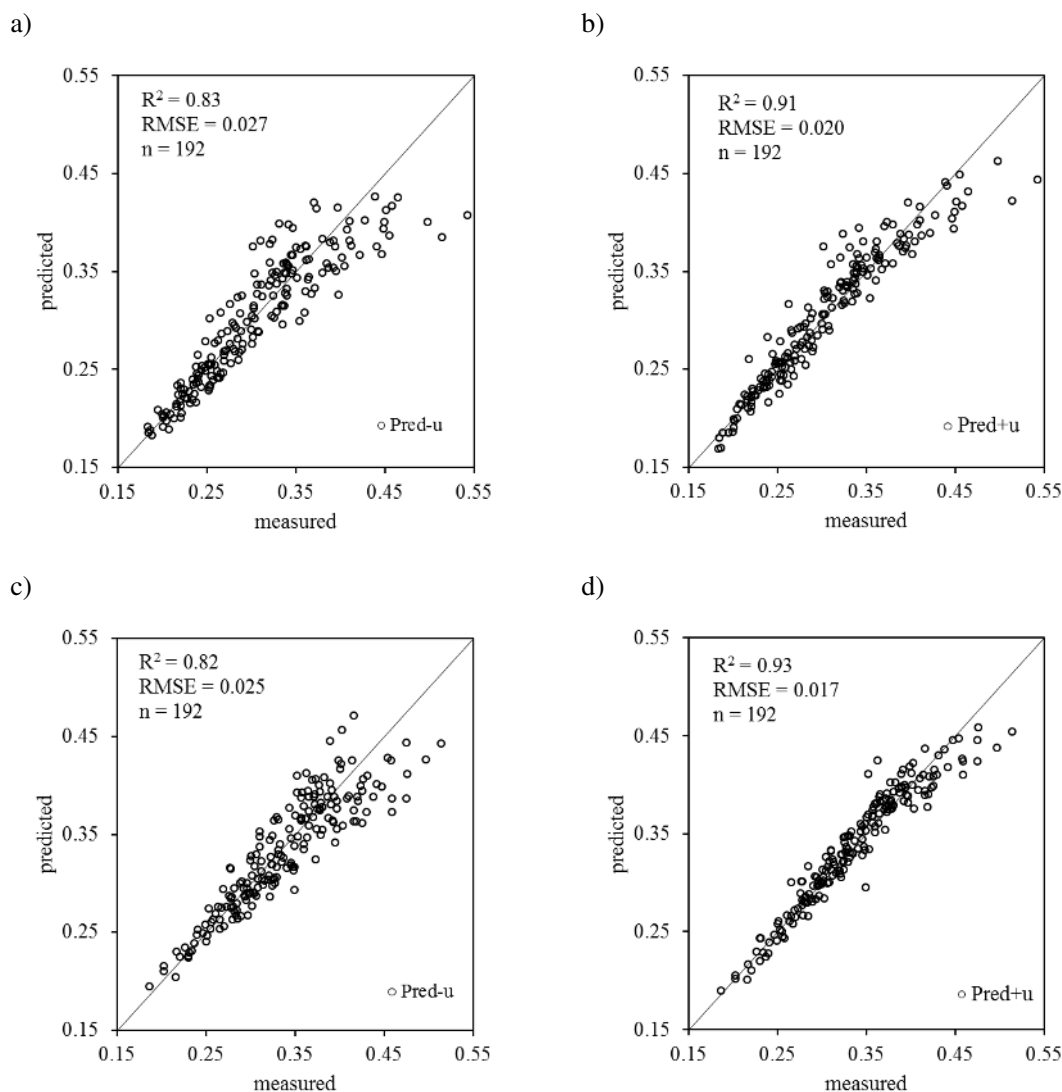 a)
0.55
R² = 0.83
RMSE = 0.027
n = 192
0.45
predicted
0.35
0.25
Pred-u
0.15
0.15 0.25 0.35 0.45 0.55
measured
b)
0.55
R² = 0.91
RMSE = 0.020
n = 192
0.45
predicted
0.35
0.25
Pred+u
0.15
0.15 0.25 0.35 0.45 0.55
measured
c)
0.55
R² = 0.82
RMSE = 0.025
n = 192
0.45
predicted
0.35
0.25
Pred-u
0.15
0.15 0.25 0.35 0.45 0.55
measured
d)
0.55
R² = 0.93
RMSE = 0.017
n = 192
0.45
predicted
0.35
0.25
Pred+u
0.15
0.15 0.25 0.35 0.45 0.55
measured